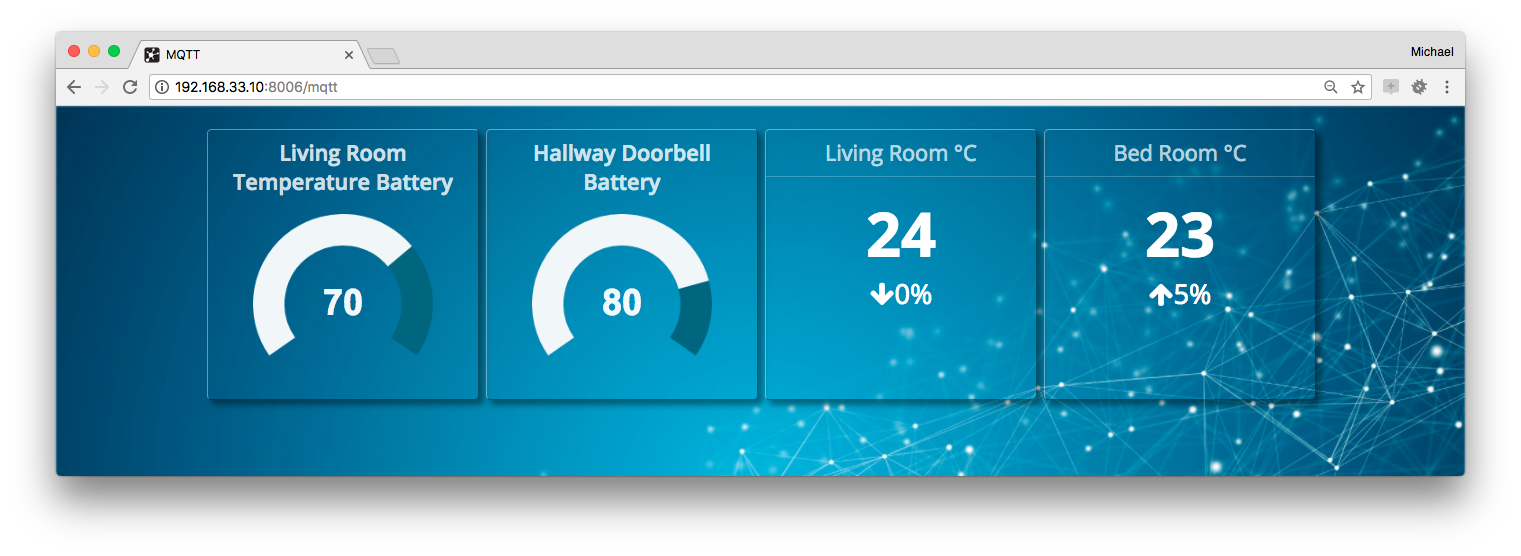 MQTT
Michael
192.168.33.10:8006/mqtt
Living Room
Temperature Battery
70
Hallway Doorbell
Battery
80
Living Room °C
24
0%
Bed Room °C
23
5%